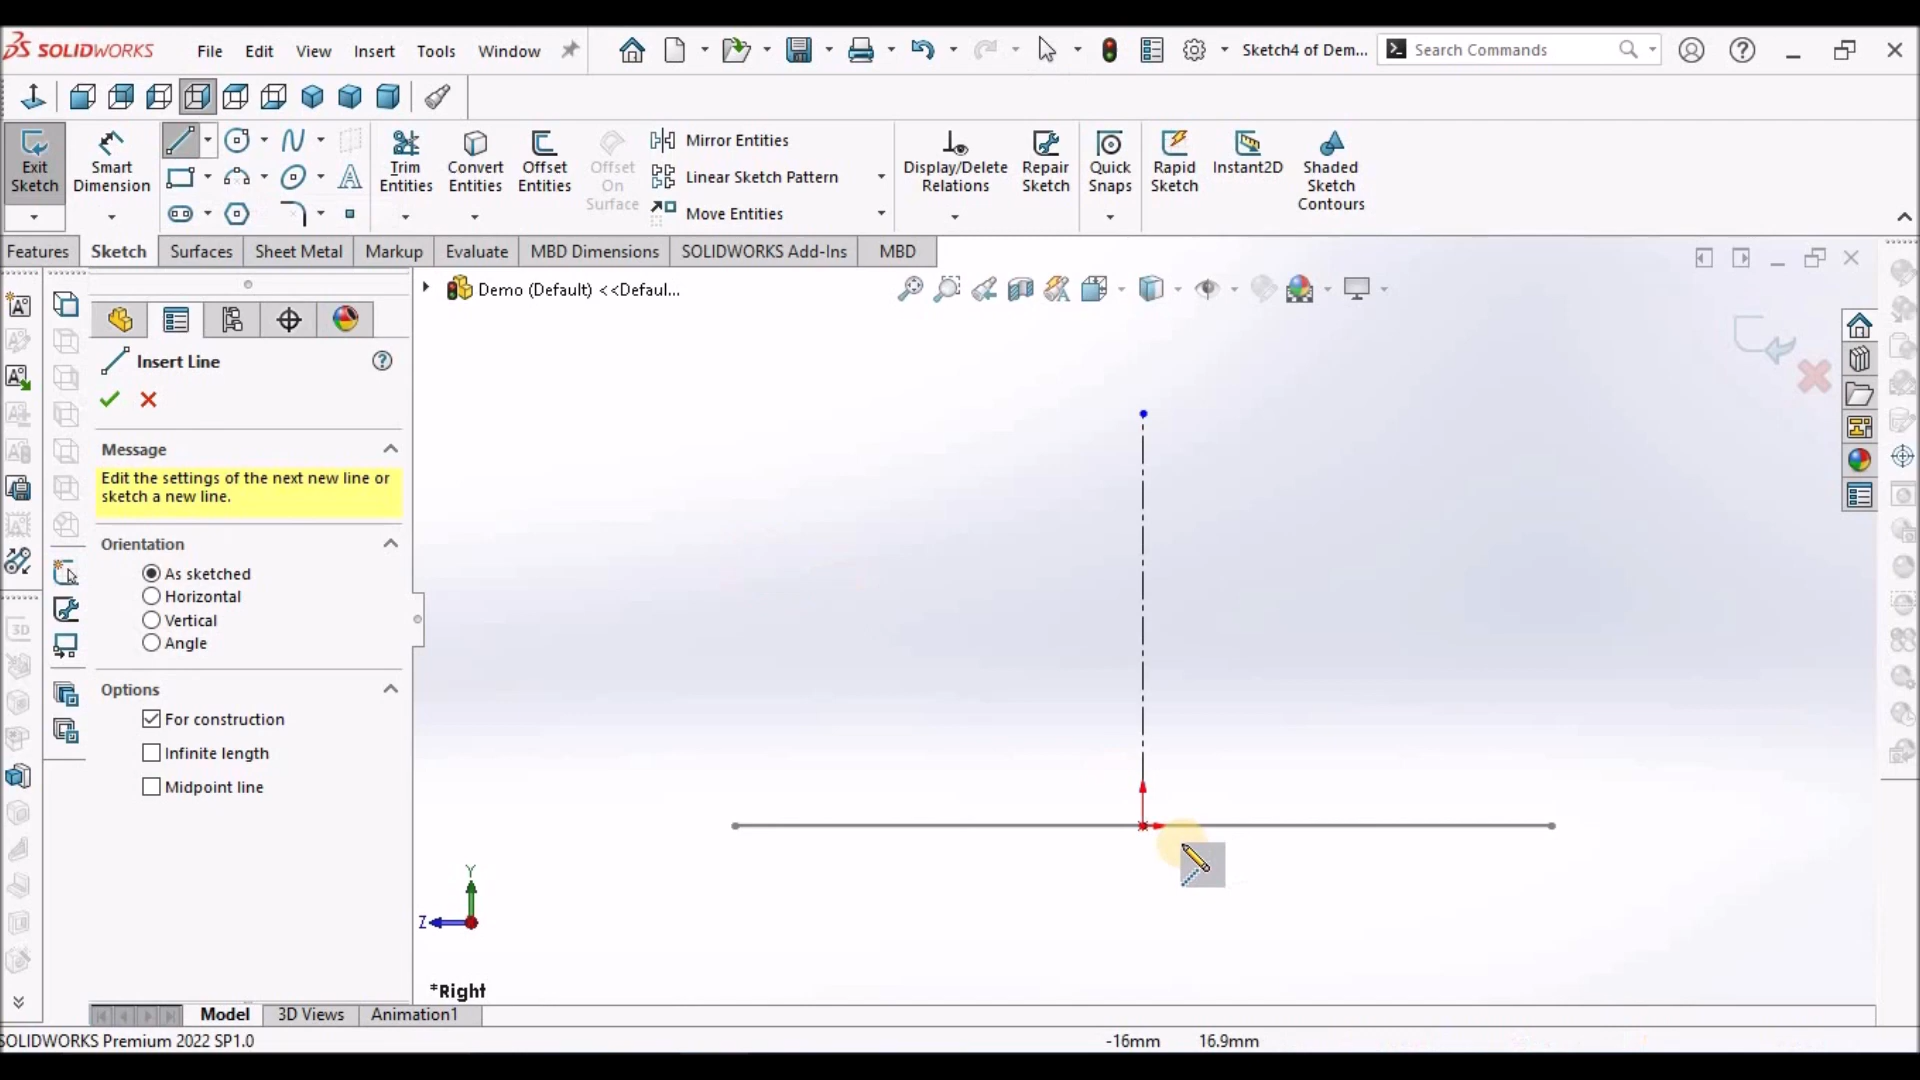 SOLIDWORKS File Edit View Insert Tools Window Sketch4 of Dem... Search Commands
Exit Sketch
Smart Dimension
Trim Entities
Convert Entities
Offset Entities
Offset On Surface
Mirror Entities
Linear Sketch Pattern
Move Entities
Display/Delete Relations
Repair Sketch
Quick Snaps
Rapid Sketch
Instant2D
Shaded Sketch Contours
Features Sketch Surfaces Sheet Metal Markup Evaluate MBD Dimensions SOLIDWORKS Add-Ins MBD
Demo (Default) <<Defaul...
Insert Line
Message
Edit the settings of the next new line or
sketch a new line.
Orientation
As sketched
Horizontal
Vertical
Angle
Options
For construction
Infinite length
Midpoint line
3D
Y
Z
*Right
Model 3D Views Animation1
SOLIDWORKS Premium 2022 SP1.0 -16mm 16.9mm